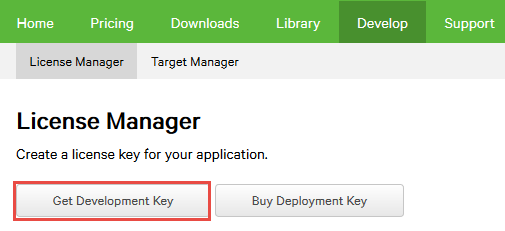 Home Pricing Downloads Library Develop Support
License Manager Target Manager
License Manager
Create a license key for your application.
Get Development Key Buy Deployment Key